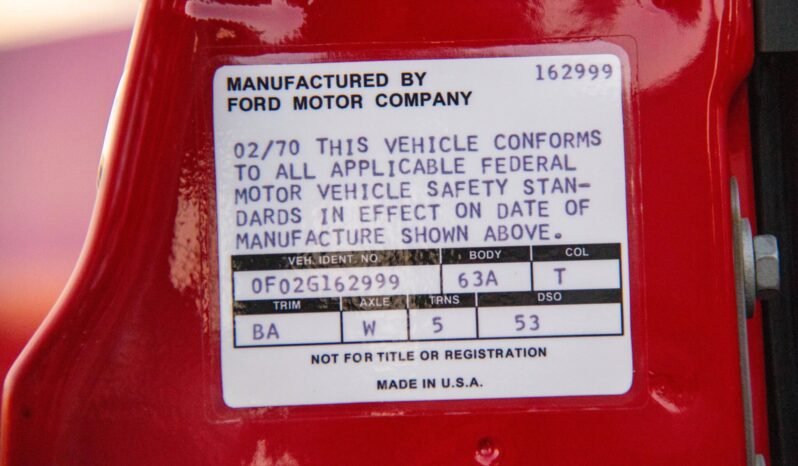 MANUFACTURED BY 162999
FORD MOTOR COMPANY
02/70 THIS VEHICLE CONFORMS
TO ALL APPLICABLE FEDERAL
MOTOR VEHICLE SAFETY STAN-
DARDS IN EFFECT ON DATE OF
MANUFACTURE SHOWN ABOVE.
VEH. IDENT. NO. BODY COL
0F02G162999 63A T
TRIM AXLE TRNS DSO
BA W 5 53
NOT FOR TITLE OR REGISTRATION
MADE IN U.S.A.